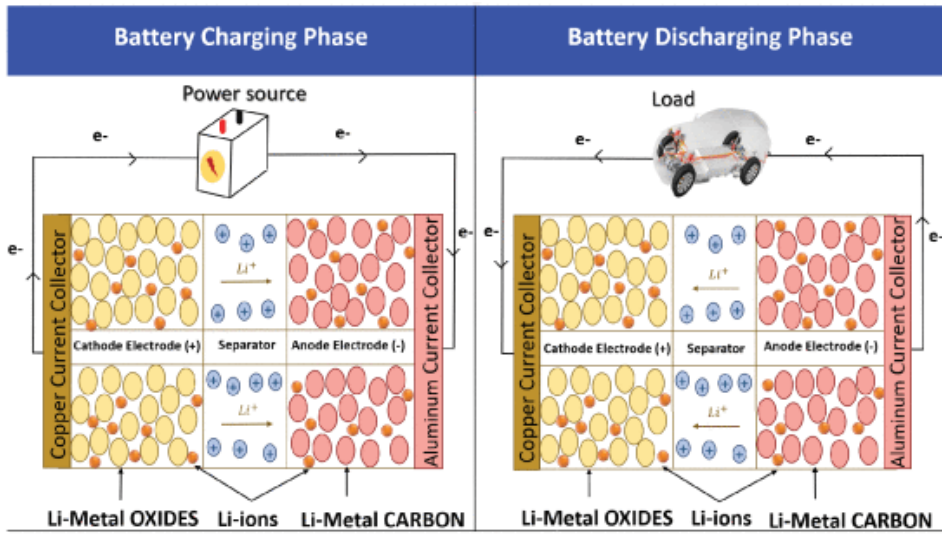 Battery Charging Phase
Power source
e-
e-
e-
e-
Copper Current Collector
Li+
Cathode Electrode (+)
Separator
Anode Electrode (-)
Li+
Aluminum Current Collector
Li-Metal OXIDES
Li-ions
Li-Metal CARBON
Battery Discharging Phase
Load
e-
e-
e-
e-
Copper Current Collector
Li+
Cathode Electrode (+)
Separator
Anode Electrode (-)
Li+
Aluminum Current Collector
Li-Metal OXIDES
Li-ions
Li-Metal CARBON